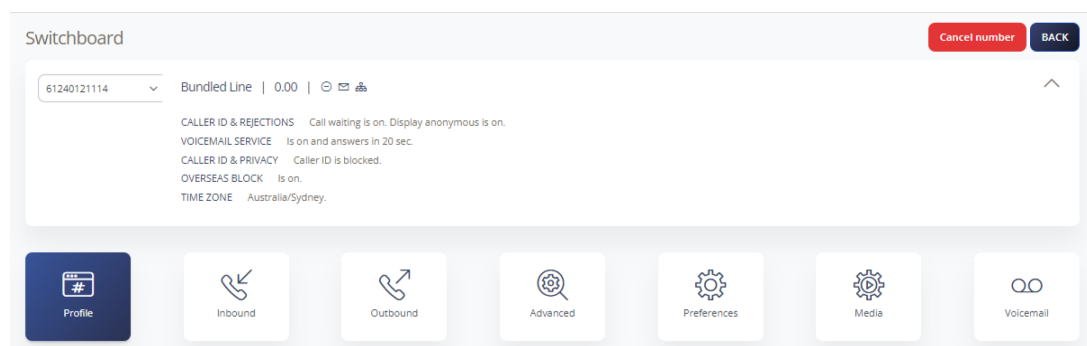 Switchboard
Cancel number
BACK
61240121114
Bundled Line | 0.00 |
CALLER ID & REJECTIONS Call waiting is on. Display anonymous is on.
VOICEMAIL SERVICE Is on and answers in 20 sec.
CALLER ID & PRIVACY Caller ID is blocked.
OVERSEAS BLOCK Is on.
TIME ZONE Australia/Sydney.
#
Profile
Inbound
Outbound
Advanced
Preferences
Media
Voicemail